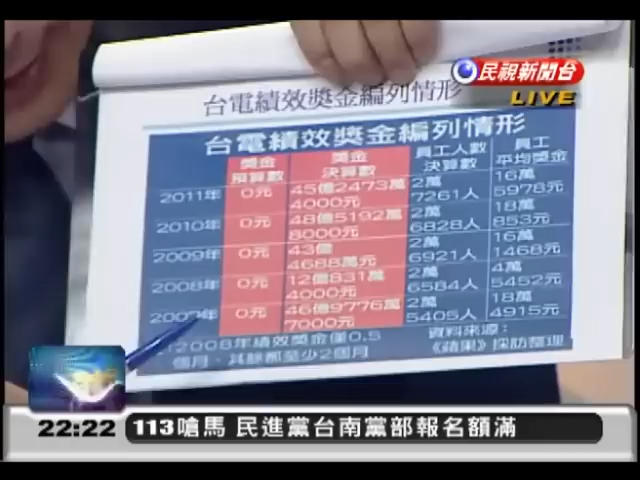 民視新聞台
LIVE
台電績效獎金編列情形
台電績效獎金編列情形
獎金 預算數 獎金 決算數 員工人數 決算數 員工 平均獎金
2011年 0元 45億2473萬 4000元 2萬 7261人 16萬 5978元
2010年 0元 48億5192萬 8000元 2萬 6828人 18萬 853元
2009年 0元 43億 4688萬元 2萬 6921人 16萬 1468元
2008年 0元 12億831萬 4000元 2萬 6584人 4萬 5452元
2007年 0元 46億9776萬 7000元 2萬 5405人 18萬 4915元
2008年績效獎金僅0.5
個月,其餘都至少2個月
資料來源:
《蘋果》採訪整理
22:22 113嗆馬 民進黨台南黨部報名額滿